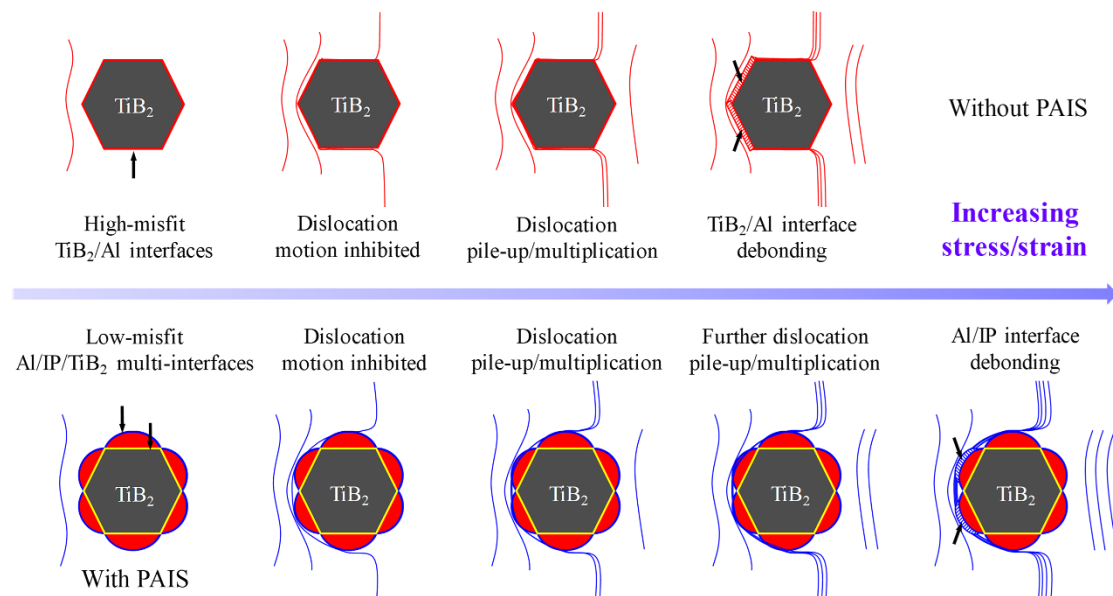 TiB₂
TiB₂
TiB₂
TiB₂
Without PAIS
High-misfit
TiB₂/Al interfaces
Dislocation
motion inhibited
Dislocation
pile-up/multiplication
TiB₂/Al interface
debonding
Increasing
stress/strain
Low-misfit
Al/IP/TiB₂ multi-interfaces
Dislocation
motion inhibited
Dislocation
pile-up/multiplication
Further dislocation
pile-up/multiplication
Al/IP interface
debonding
TiB₂
TiB₂
TiB₂
TiB₂
TiB₂
With PAIS